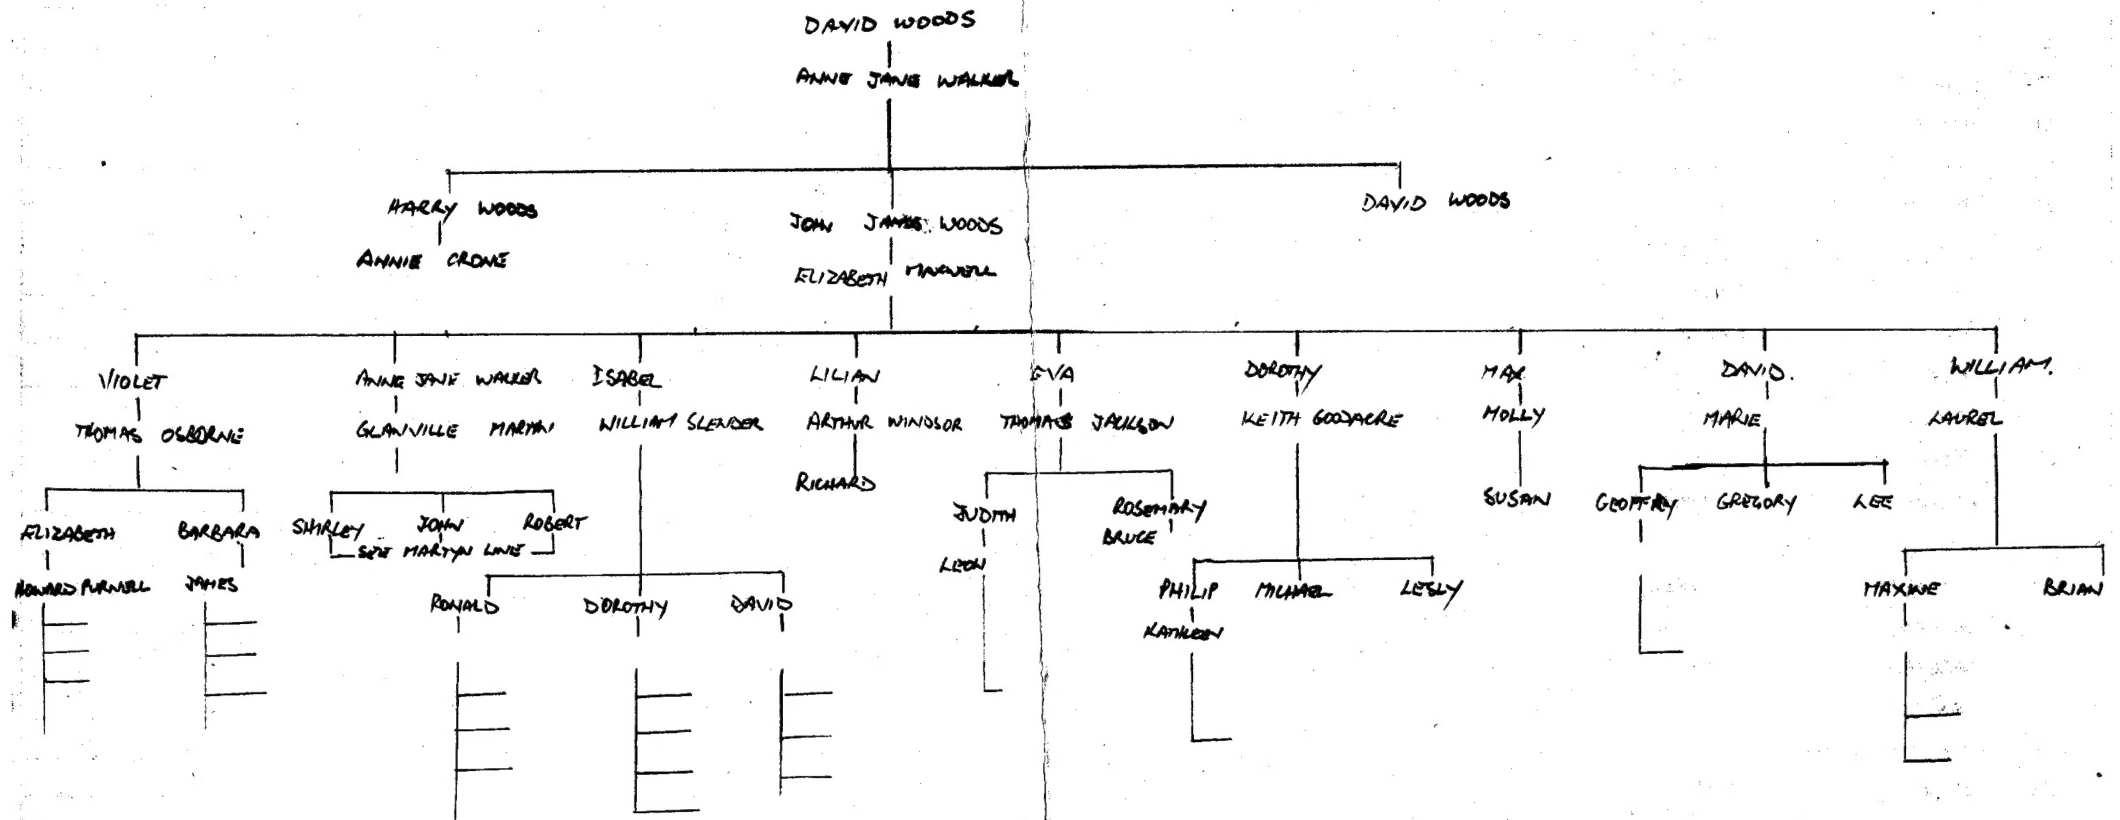 DAVID WOODS
ANNE JANE WALKER
HARRY WOODS
ANNIE CRONE
JOHN JAMES WOODS
ELIZABETH MAXWELL
DAVID WOODS
VIOLET
THOMAS OSBORNE
ANNE JANE WALKER
GLANVILLE MARTYN
ISABEL
WILLIAM SLENDER
LILIAN
ARTHUR WINDSOR
RICHARD
EVA
THOMAS JACKSON
DOROTHY
KEITH GOODACRE
MAX
MOLLY
SUSAN
DAVID.
MARIE
WILLIAM.
LAUREL
ELIZABETH
HOWARD PURNELL
BARBARA
JAMES
SHIRLEY JOHN ROBERT
SEE MARTYN LINE
RONALD DOROTHY DAVID
JUDITH
LEON
ROSEMARY
BRUCE
PHILIP MICHAEL LESLY
KATHLEEN
GEOFFREY GREGORY LEE
MAXINE BRIAN